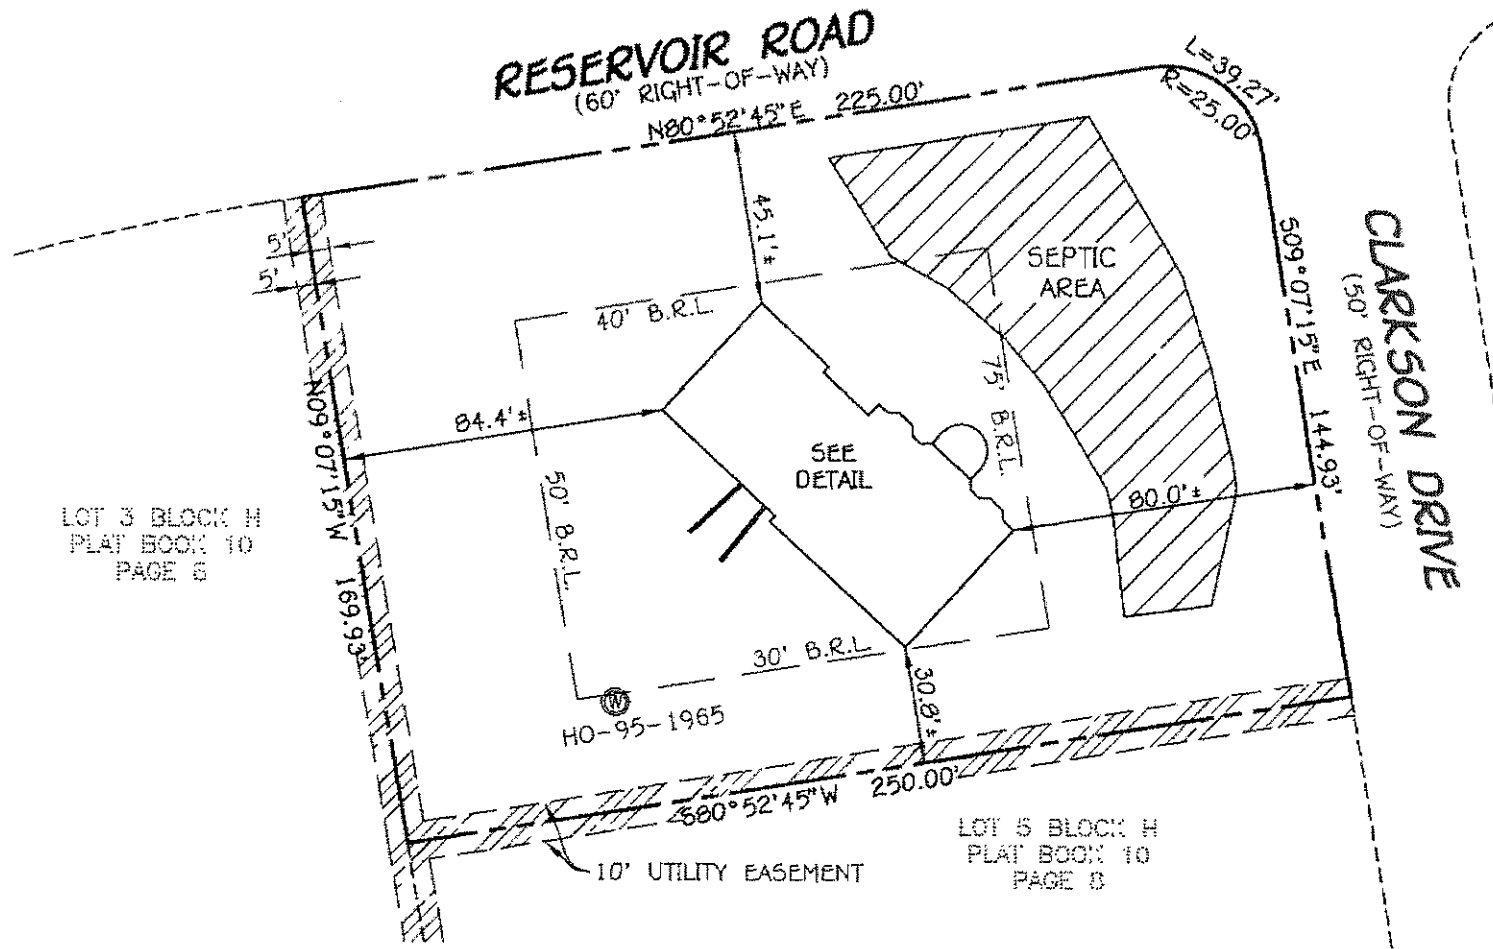 RESERVOIR ROAD
(60' RIGHT-OF-WAY)
N80°52'45"E 225.00'
L=39.27'
R=25.00'
CLARKSON DRIVE
(50' RIGHT-OF-WAY)
S09°07'15"E 144.93'
5'
5'
45.1'±
SEPTIC
AREA
40' B.R.L.
75' B.R.L.
84.4'±
SEE
DETAIL
80.0'±
50' B.R.L.
N09°07'15"W 169.93'
LOT 3 BLOCK H
PLAT BOOK 10
PAGE
30' B.R.L.
30.8'±
W
HO-95-1965
S80°52'45"W 250.00'
10' UTILITY EASEMENT
LOT 5 BLOCK H
PLAT BOOK 10
PAGE